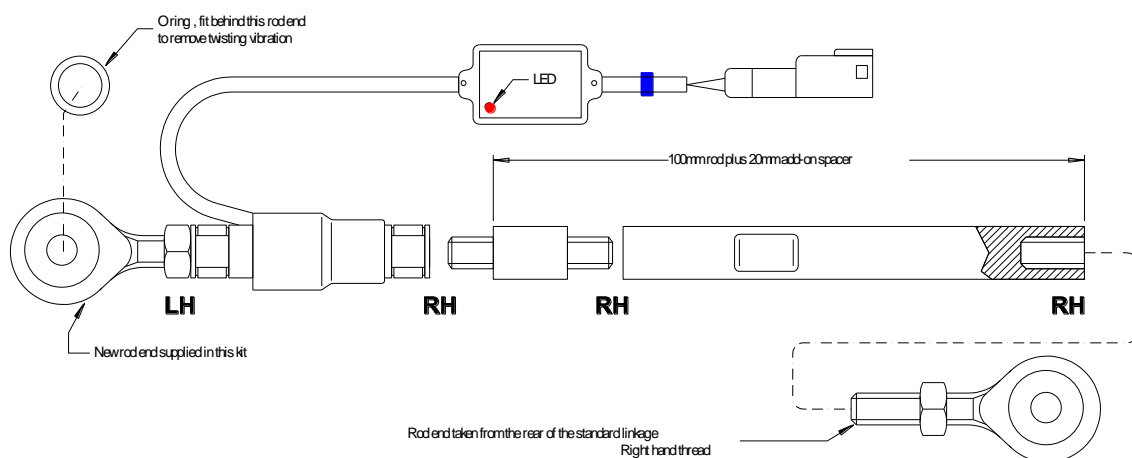 O ring , fit behind this rod end
to remove twisting vibration
LED
100mm rod plus 20mm add-on spacer
LH
RH
RH
RH
New rod end supplied in this kit
Rod end taken from the rear of the standard linkage
Right hand thread